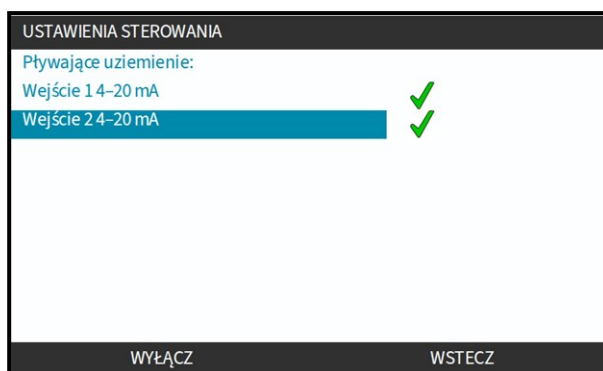 USTAWIENIA STEROWANIA
Pływające uziemienie:
Wejście 1 4–20 mA
Wejście 2 4–20 mA
WYŁĄCZ WSTECZ